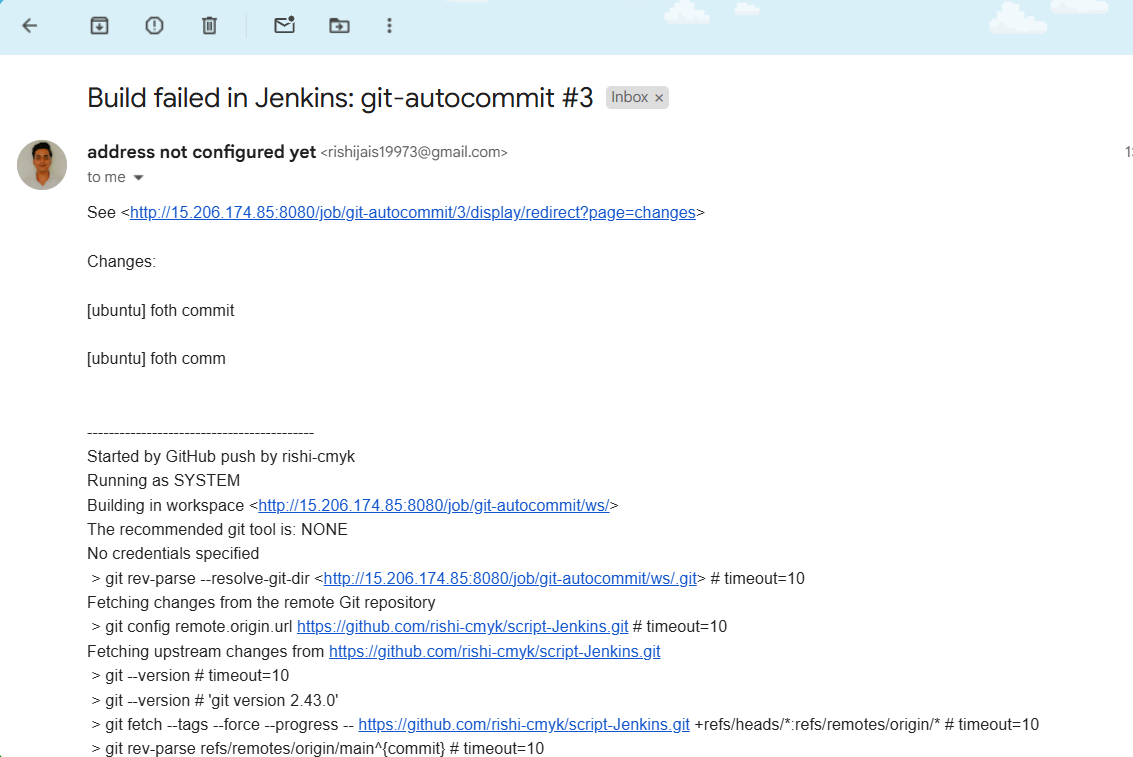 Build failed in Jenkins: git-autocommit #3 Inbox ×
address not configured yet <rishijais19973@gmail.com>
to me
See <http://15.206.174.85:8080/job/git-autocommit/3/display/redirect?page=changes>
Changes:
[ubuntu] foth commit
[ubuntu] foth comm
------------------------------------------
Started by GitHub push by rishi-cmyk
Running as SYSTEM
Building in workspace <http://15.206.174.85:8080/job/git-autocommit/ws/>
The recommended git tool is: NONE
No credentials specified
> git rev-parse --resolve-git-dir <http://15.206.174.85:8080/job/git-autocommit/ws/.git> # timeout=10
Fetching changes from the remote Git repository
> git config remote.origin.url https://github.com/rishi-cmyk/script-Jenkins.git # timeout=10
Fetching upstream changes from https://github.com/rishi-cmyk/script-Jenkins.git
> git --version # timeout=10
> git --version # 'git version 2.43.0'
> git fetch --tags --force --progress -- https://github.com/rishi-cmyk/script-Jenkins.git +refs/heads/*:refs/remotes/origin/* # timeout=10
> git rev-parse refs/remotes/origin/main^{commit} # timeout=10